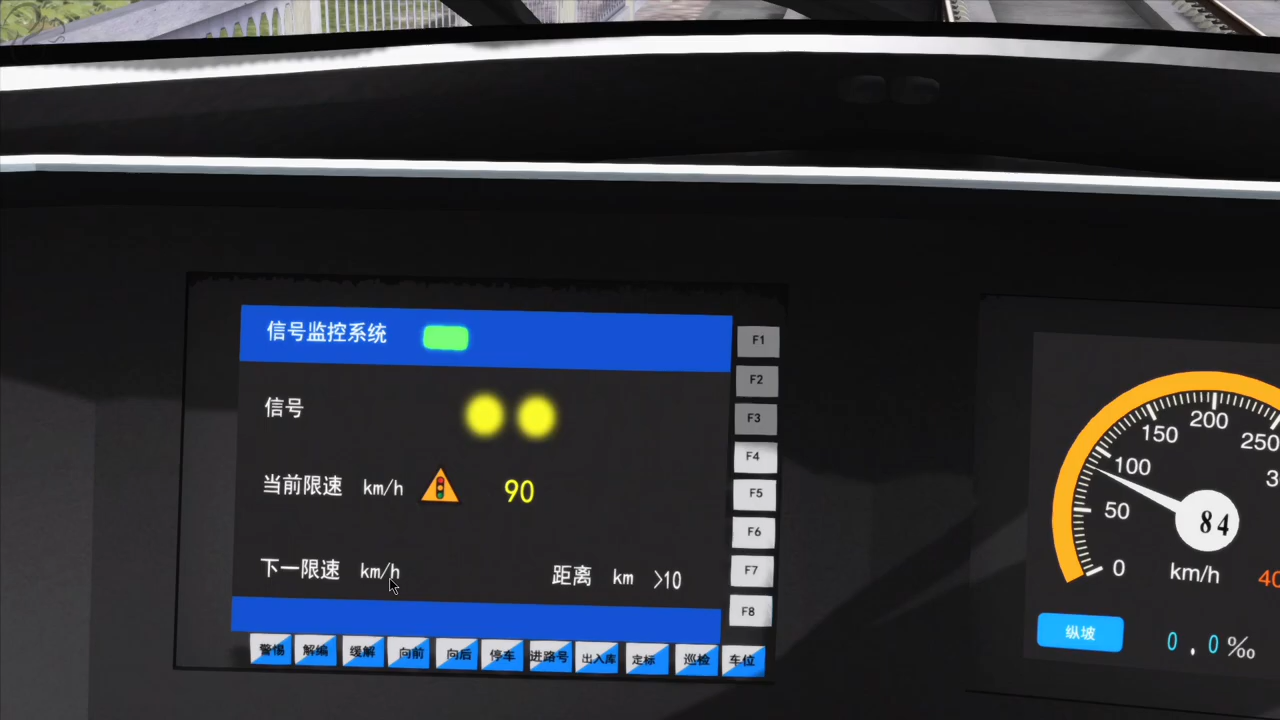 信号监控系统
信号
当前限速 km/h 90
下一限速 km/h 距离 km >10
警惕 解编 缓解 向前 向后 停车 进路号 出入库 定标 巡检 车位
F1
F2
F3
F4
F5
F6
F7
F8
0
50
100
150
200
250
84
km/h
纵坡 0.0‰